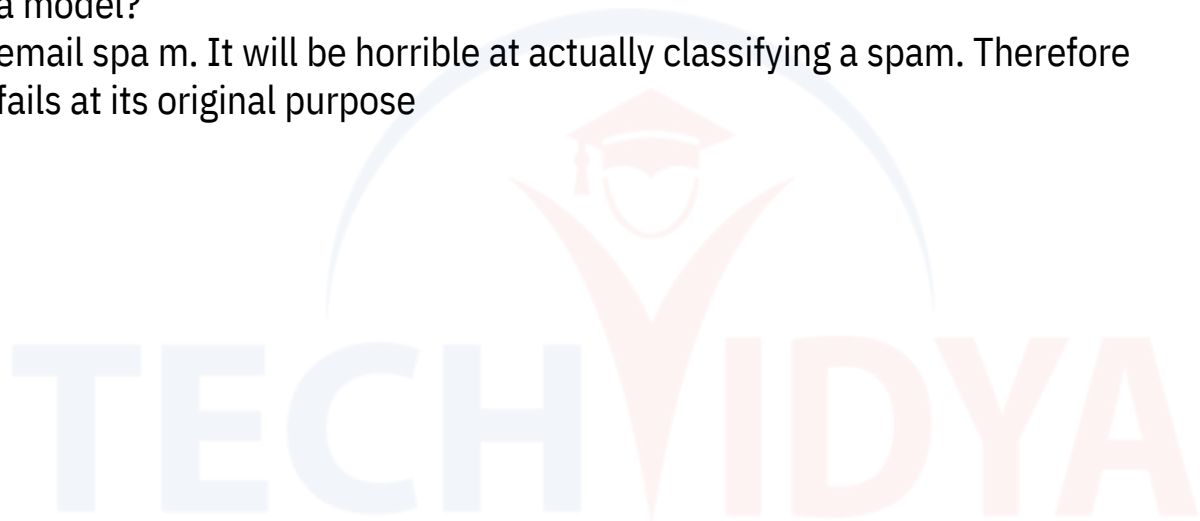 a model?
email spa m. It will be horrible at actually classifying a spam. Therefore
fails at its original purpose
TECHVIDYA